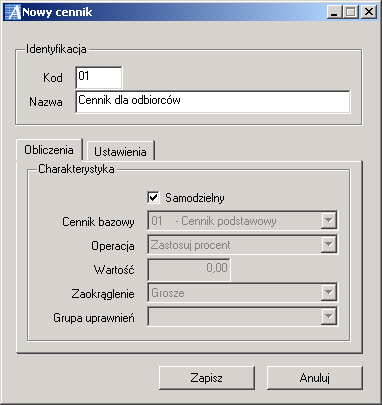 Nowy cennik
Identyfikacja
Kod 01
Nazwa Cennik dla odbiorców
Obliczenia Ustawienia
Charakterystyka
Samodzielny
Cennik bazowy 01 - Cennik podstawowy
Operacja Zastosuj procent
Wartość 0,00
Zaokrąglenie Grosze
Grupa uprawnień
Zapisz Anuluj